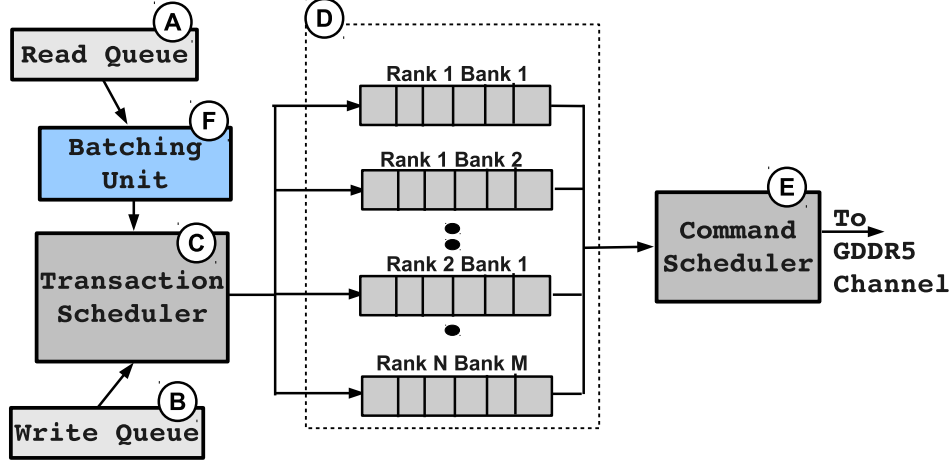 A
Read Queue
F
Batching
Unit
C
Transaction
Scheduler
B
Write Queue
D
Rank 1 Bank 1
Rank 1 Bank 2
Rank 2 Bank 1
Rank N Bank M
E
Command
Scheduler
To
GDDR5
Channel